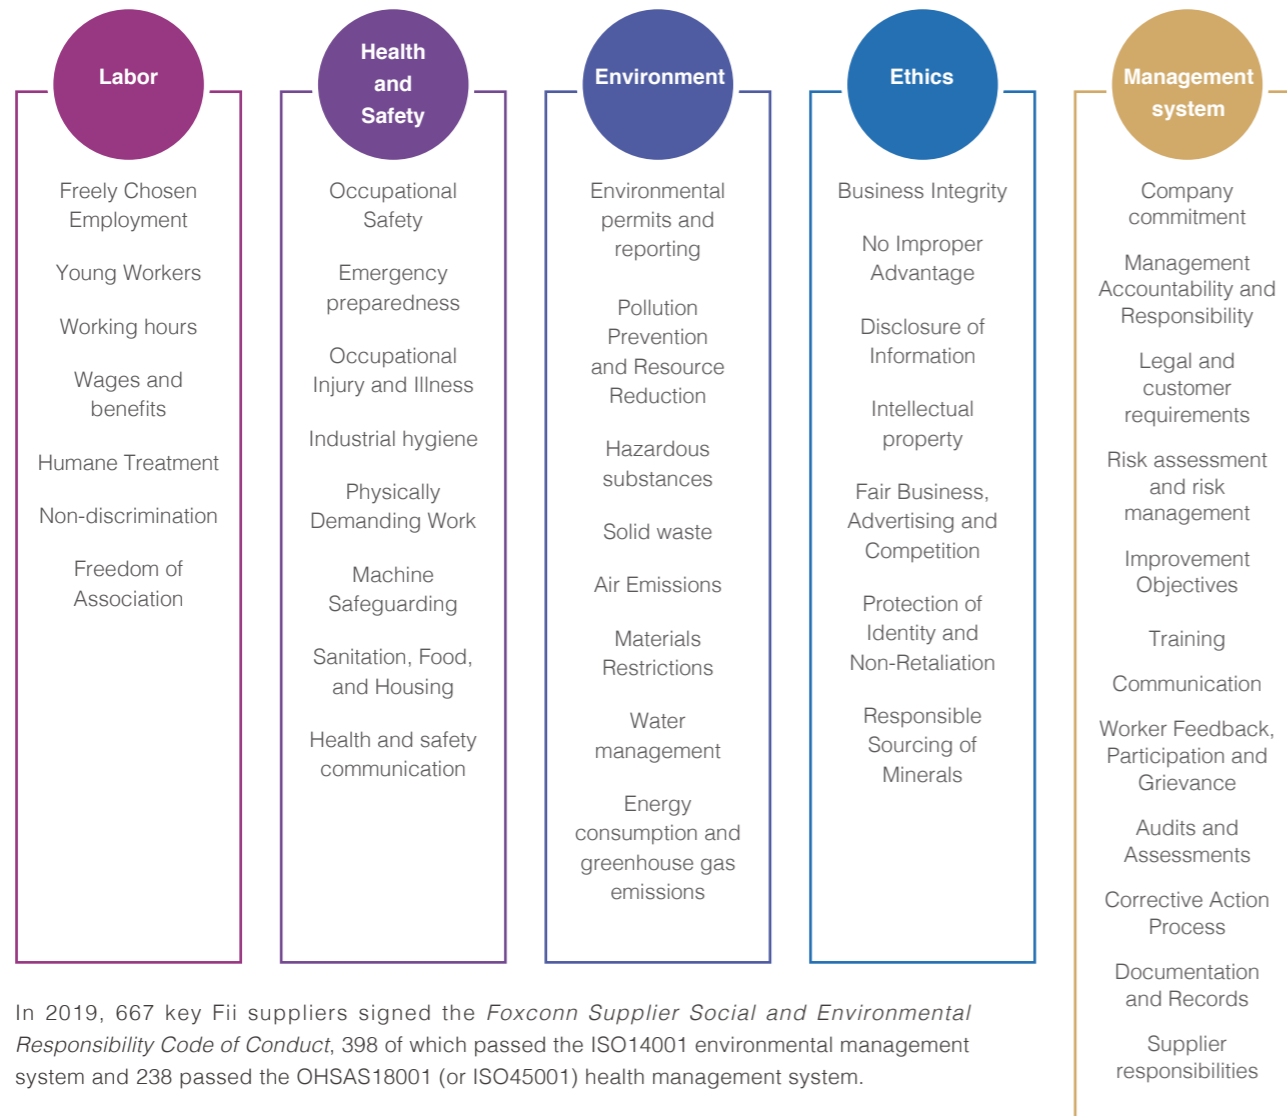 Labor
Freely Chosen
Employment
Young Workers
Working hours
Wages and
benefits
Humane Treatment
Non-discrimination
Freedom of
Association
Health
and
Safety
Occupational
Safety
Emergency
preparedness
Occupational
Injury and Illness
Industrial hygiene
Physically
Demanding Work
Machine
Safeguarding
Sanitation, Food,
and Housing
Health and safety
communication
Environment
Environmental
permits and
reporting
Pollution
Prevention
and Resource
Reduction
Hazardous
substances
Solid waste
Air Emissions
Materials
Restrictions
Water
management
Energy
consumption and
greenhouse gas
emissions
Ethics
Business Integrity
No Improper
Advantage
Disclosure of
Information
Intellectual
property
Fair Business,
Advertising and
Competition
Protection of
Identity and
Non-Retaliation
Responsible
Sourcing of
Minerals
Management
system
Company
commitment
Management
Accountability and
Responsibility
Legal and
customer
requirements
Risk assessment
and risk
management
Improvement
Objectives
Training
Communication
Worker Feedback,
Participation and
Grievance
Audits and
Assessments
Corrective Action
Process
Documentation
and Records
Supplier
responsibilities
In 2019, 667 key Fii suppliers signed the Foxconn Supplier Social and Environmental
Responsibility Code of Conduct, 398 of which passed the ISO14001 environmental management
system and 238 passed the OHSAS18001 (or ISO45001) health management system.